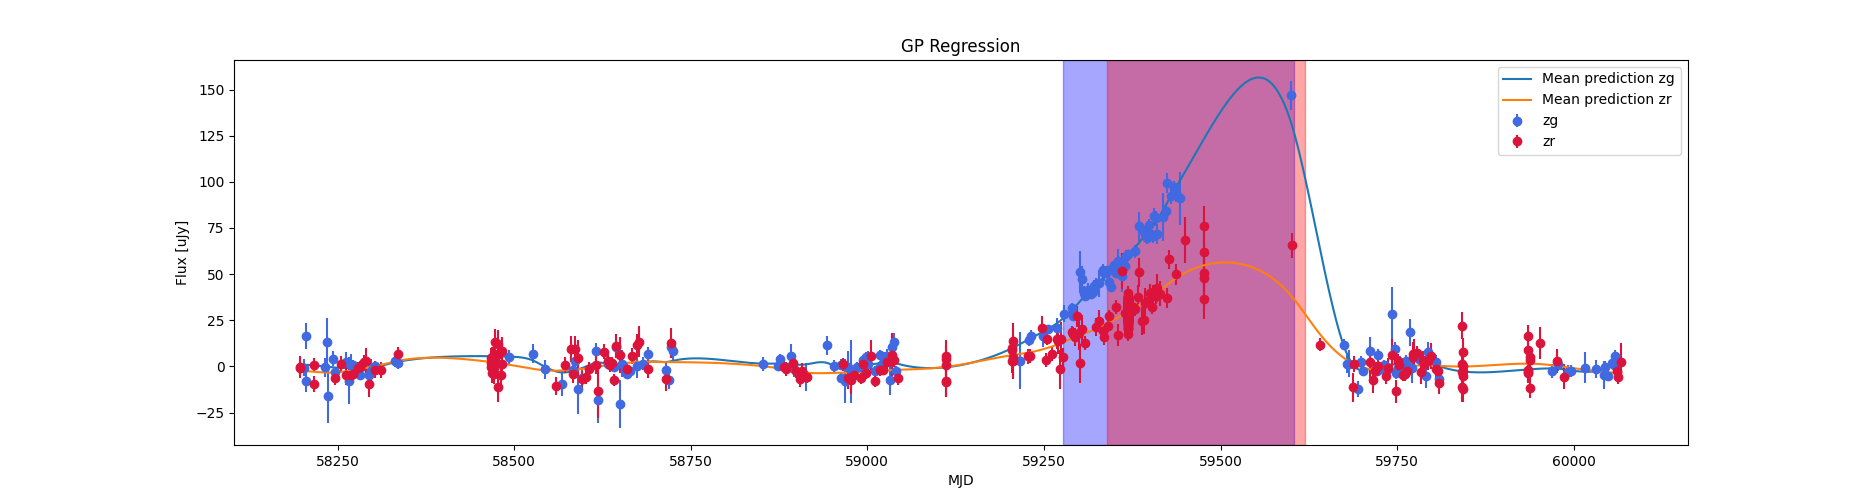 GP Regression
Flux [uJy]
150
125
100
75
50
25
0
−25
58250
58500
58750
59000
59250
59500
59750
60000
MJD
Mean prediction zg
Mean prediction zr
zg
zr